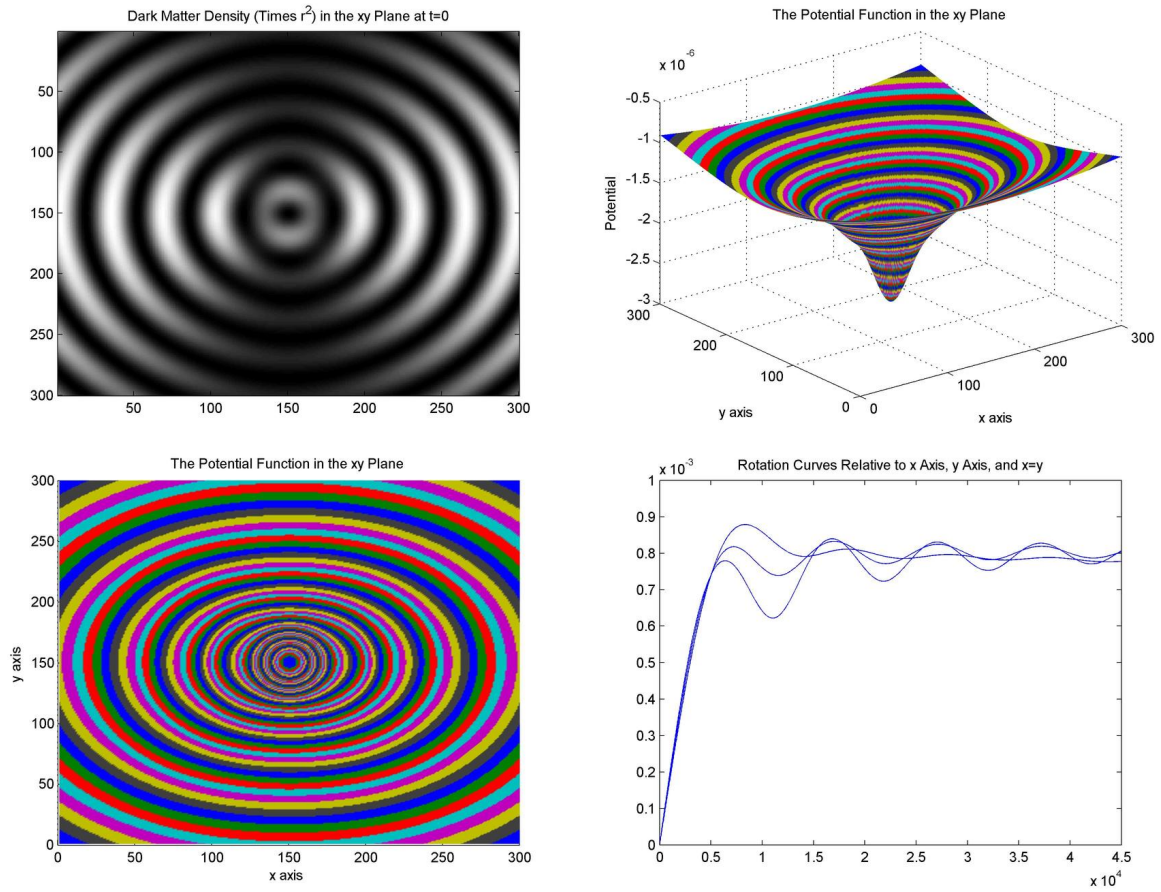 Dark Matter Density (Times r²) in the xy Plane at t=0
50
100
150
200
250
300
50 100 150 200 250 300
The Potential Function in the xy Plane
x 10⁻⁶
-0.5
-1
-1.5
-2
-2.5
-3
Potential
300
200
100
0
y axis
0
100
200
300
x axis
The Potential Function in the xy Plane
300
250
200
150
100
50
0
y axis
0 50 100 150 200 250 300
x axis
Rotation Curves Relative to x Axis, y Axis, and x=y
x 10⁻³
1
0.9
0.8
0.7
0.6
0.5
0.4
0.3
0.2
0.1
0
0 0.5 1 1.5 2 2.5 3 3.5 4 4.5
x 10⁴